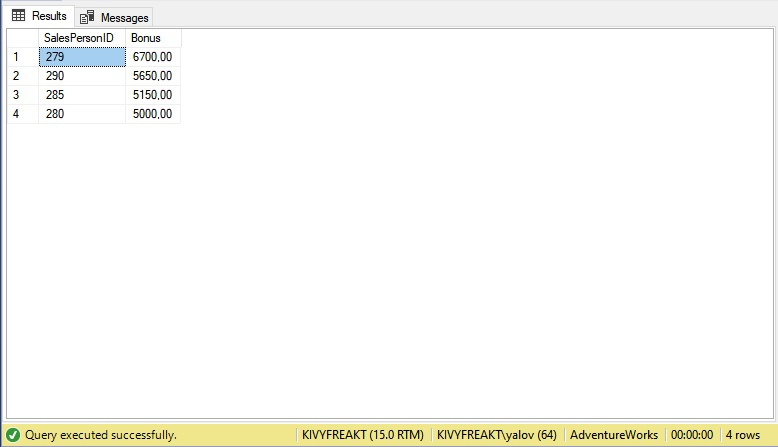 Results Messages
SalesPersonID Bonus
1 279 6700,00
2 290 5650,00
3 285 5150,00
4 280 5000,00
Query executed successfully. KIVYFREAKT (15.0 RTM) KIVYFREAKT\yalov (64) AdventureWorks 00:00:00 4 rows